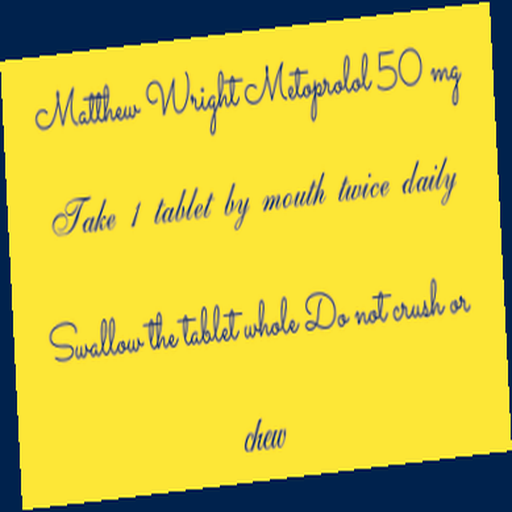 Matthew Wright Metoprolol 50 mg
Take 1 tablet by mouth twice daily
Swallow the tablet whole Do not crush or
chew